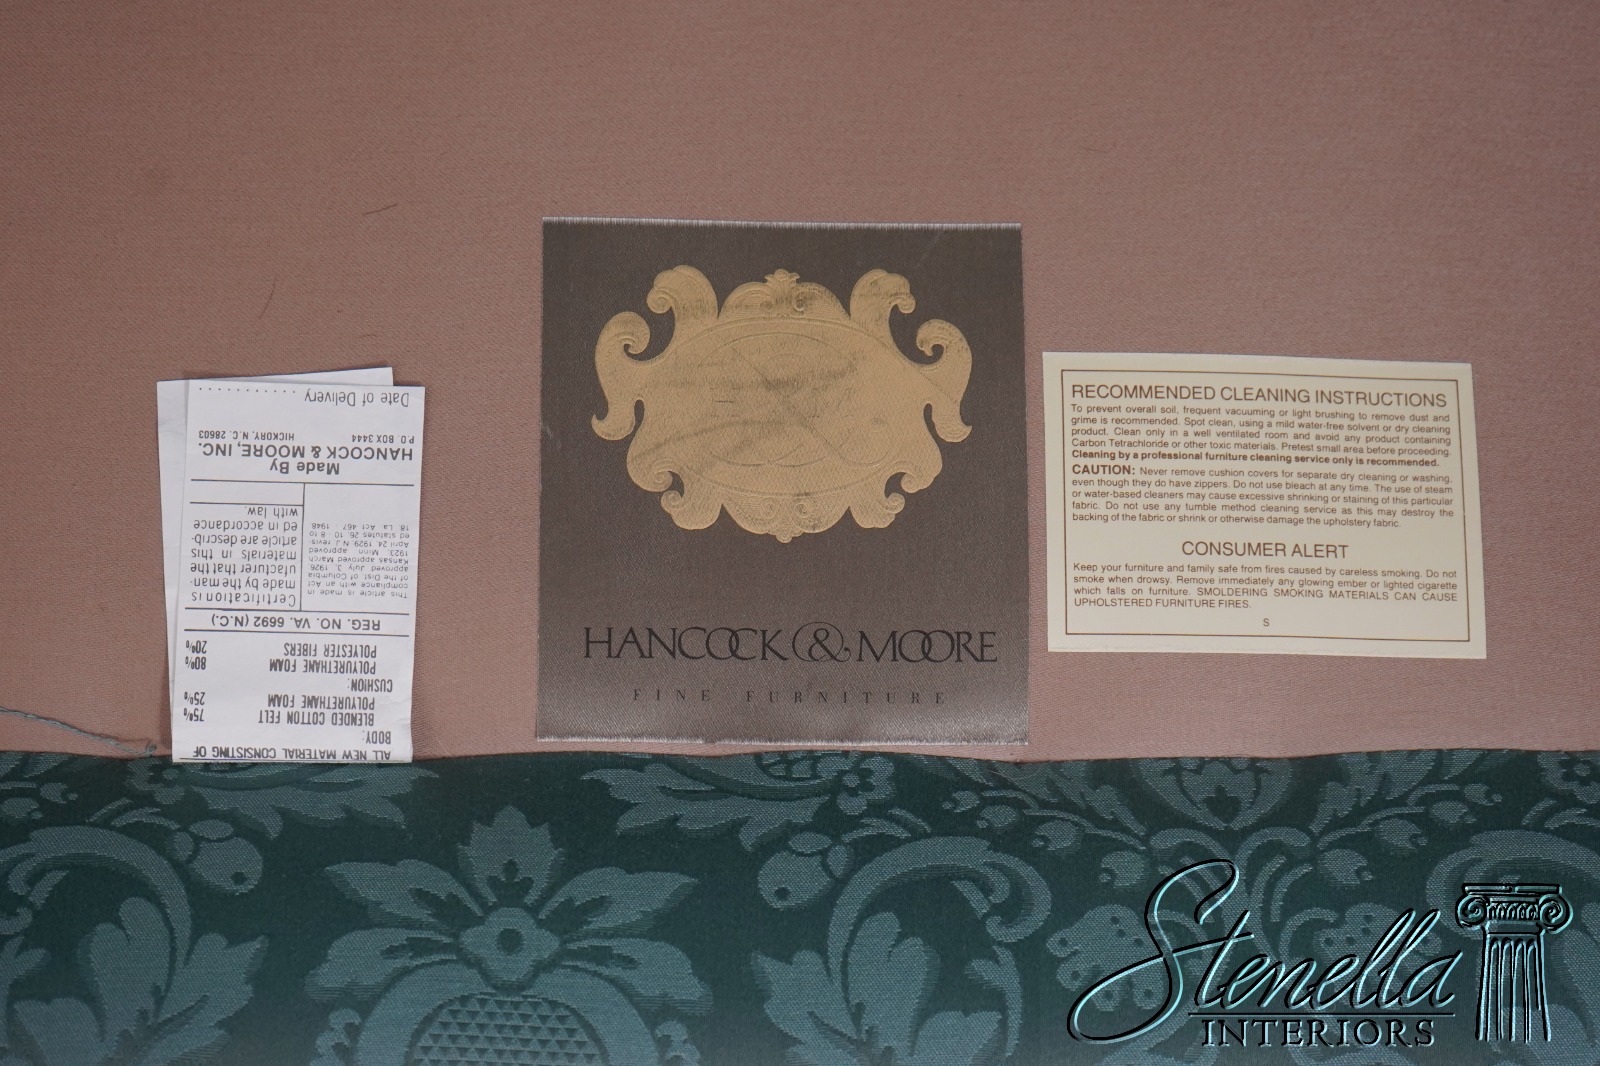 ALL NEW MATERIAL CONSISTING OF
BODY:
BLENDED COTTON FELT 75%
POLYURETHANE FOAM 25%
CUSHION:
POLYURETHANE FOAM 80%
POLYESTER FIBERS 20%
REG. NO. VA. 6692 (N.C.)
Certification is
made by the man-
ufacturer that the
materials in this
article are describ-
ed in accordance
with law.
This article is made in
compliance with an Act
of the Dist of Columbia
approved July 3, 1926,
Kansas approved March
1923, Minn. approved
April 24, 1929 N.J. revis-
ed statutes 26, 10 - 8 to
18. La. Act 467 - 1948
Made By
HANCOCK & MOORE, INC.
P.O. BOX 3444 HICKORY, N.C. 28603
Date of Delivery
HANCOCK & MOORE
FINE FURNITURE
RECOMMENDED CLEANING INSTRUCTIONS
To prevent overall soil, frequent vacuuming or light brushing to remove dust and
grime is recommended. Spot clean, using a mild water-free solvent or dry cleaning
product. Clean only in a well ventilated room and avoid any product containing
Carbon Tetrachloride or other toxic materials. Pretest small area before proceeding.
Cleaning by a professional furniture cleaning service only is recommended.
CAUTION: Never remove cushion covers for separate dry cleaning or washing,
even though they do have zippers. Do not use bleach at any time. The use of steam
or water-based cleaners may cause excessive shrinking or staining of this particular
fabric. Do not use any tumble method cleaning service as this may destroy the
backing of the fabric or shrink or otherwise damage the upholstery fabric.
CONSUMER ALERT
Keep your furniture and family safe from fires caused by careless smoking. Do not
smoke when drowsy. Remove immediately any glowing ember or lighted cigarette
which falls on furniture. SMOLDERING SMOKING MATERIALS CAN CAUSE
UPHOLSTERED FURNITURE FIRES.
S
Stenella
INTERIORS